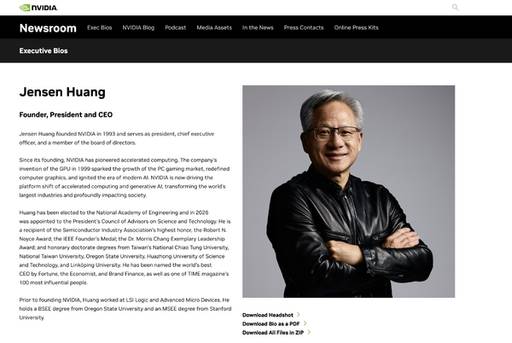 NVIDIA.
Newsroom
Exec Bios
NVIDIA Blog
Podcast
Media Assets
In the News
Press Contacts
Online Press Kits
Executive Bios
Jensen Huang
Founder, President and CEO
Jensen Huang founded NVIDIA in 1993 and serves as president, chief executive
officer, and a member of the board of directors.
Since its founding, NVIDIA has pioneered accelerated computing. The company's
invention of the GPU in 1999 sparked the growth of the PC gaming market, redefined
computer graphics, and ignited the era of modern AI. NVIDIA is now driving the
platform shift of accelerated computing and generative AI, transforming the world's
largest industries and profoundly impacting society.
Huang has been elected to the National Academy of Engineering and in 2026
was appointed to the President's Council of Advisors on Science and Technology. He is
a recipient of the Semiconductor Industry Association's highest honor, the Robert N.
Noyce Award; the IEEE Founder's Medal; the Dr. Morris Chang Exemplary Leadership
Award; and honorary doctorate degrees from Taiwan's National Chiao Tung University,
National Taiwan University, Oregon State University, Huazhong University of Science
and Technology, and Linköping University. He has been named the world's best
CEO by Fortune, the Economist, and Brand Finance, as well as one of TIME magazine's
100 most influential people.
Prior to founding NVIDIA, Huang worked at LSI Logic and Advanced Micro Devices. He
holds a BSEE degree from Oregon State University and an MSEE degree from Stanford
University.
Download Headshot
Download Bio as a PDF
Download All Files in ZIP